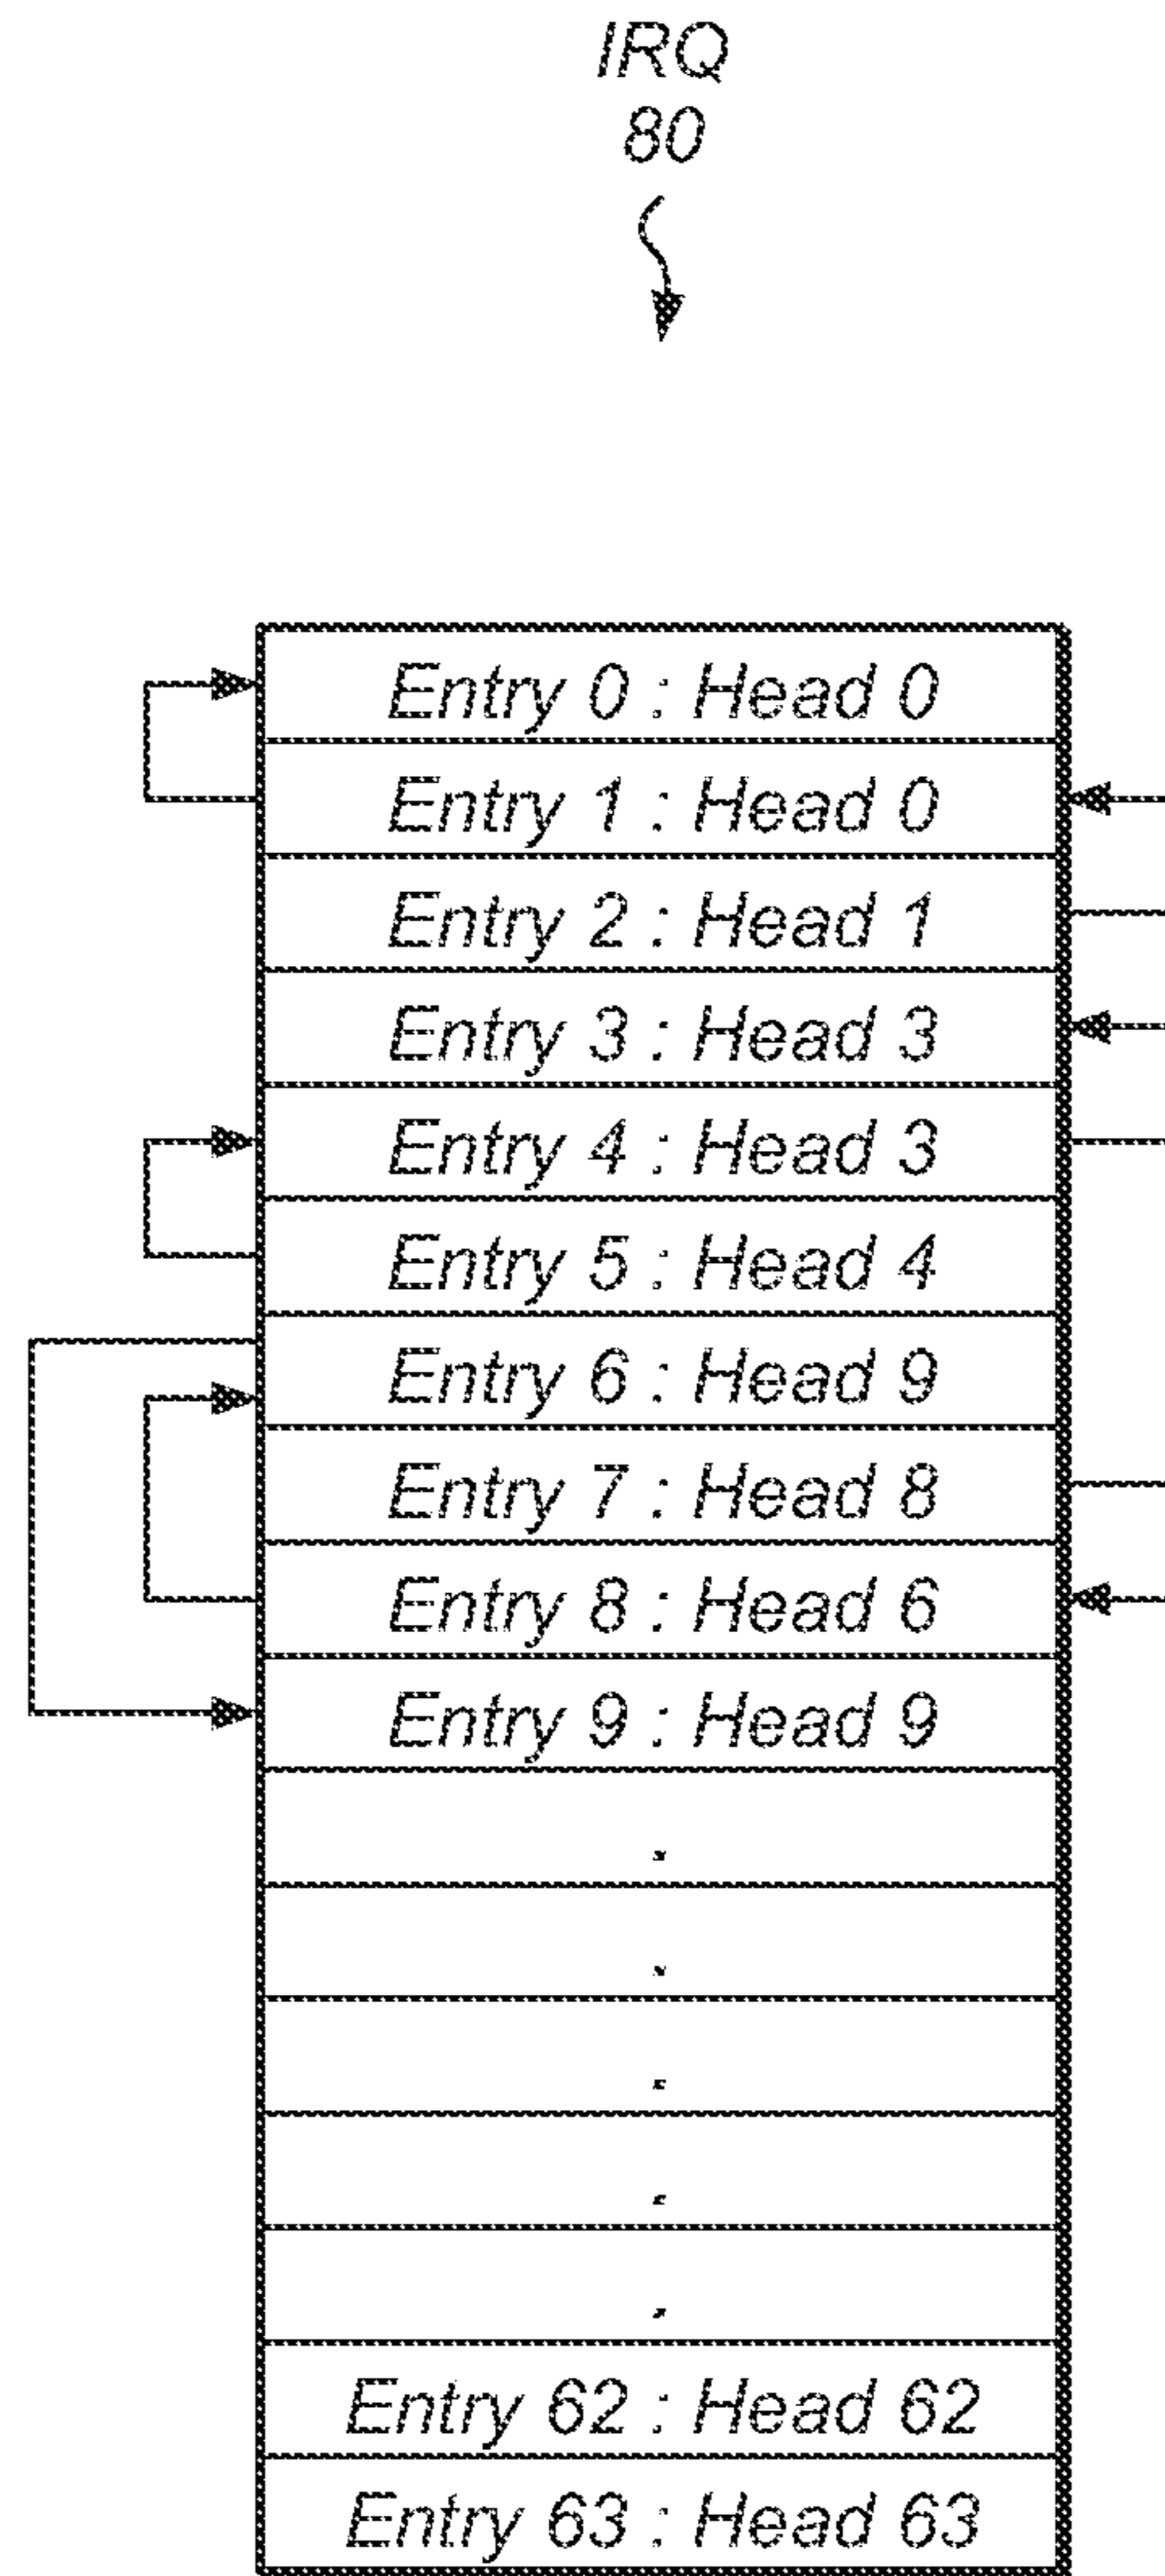 IRQ
80
Entry 0 : Head 0
Entry 1 : Head 0
Entry 2 : Head 1
Entry 3 : Head 3
Entry 4 : Head 3
Entry 5 : Head 4
Entry 6 : Head 9
Entry 7 : Head 8
Entry 8 : Head 6
Entry 9 : Head 9
.
.
.
.
.
Entry 62 : Head 62
Entry 63 : Head 63